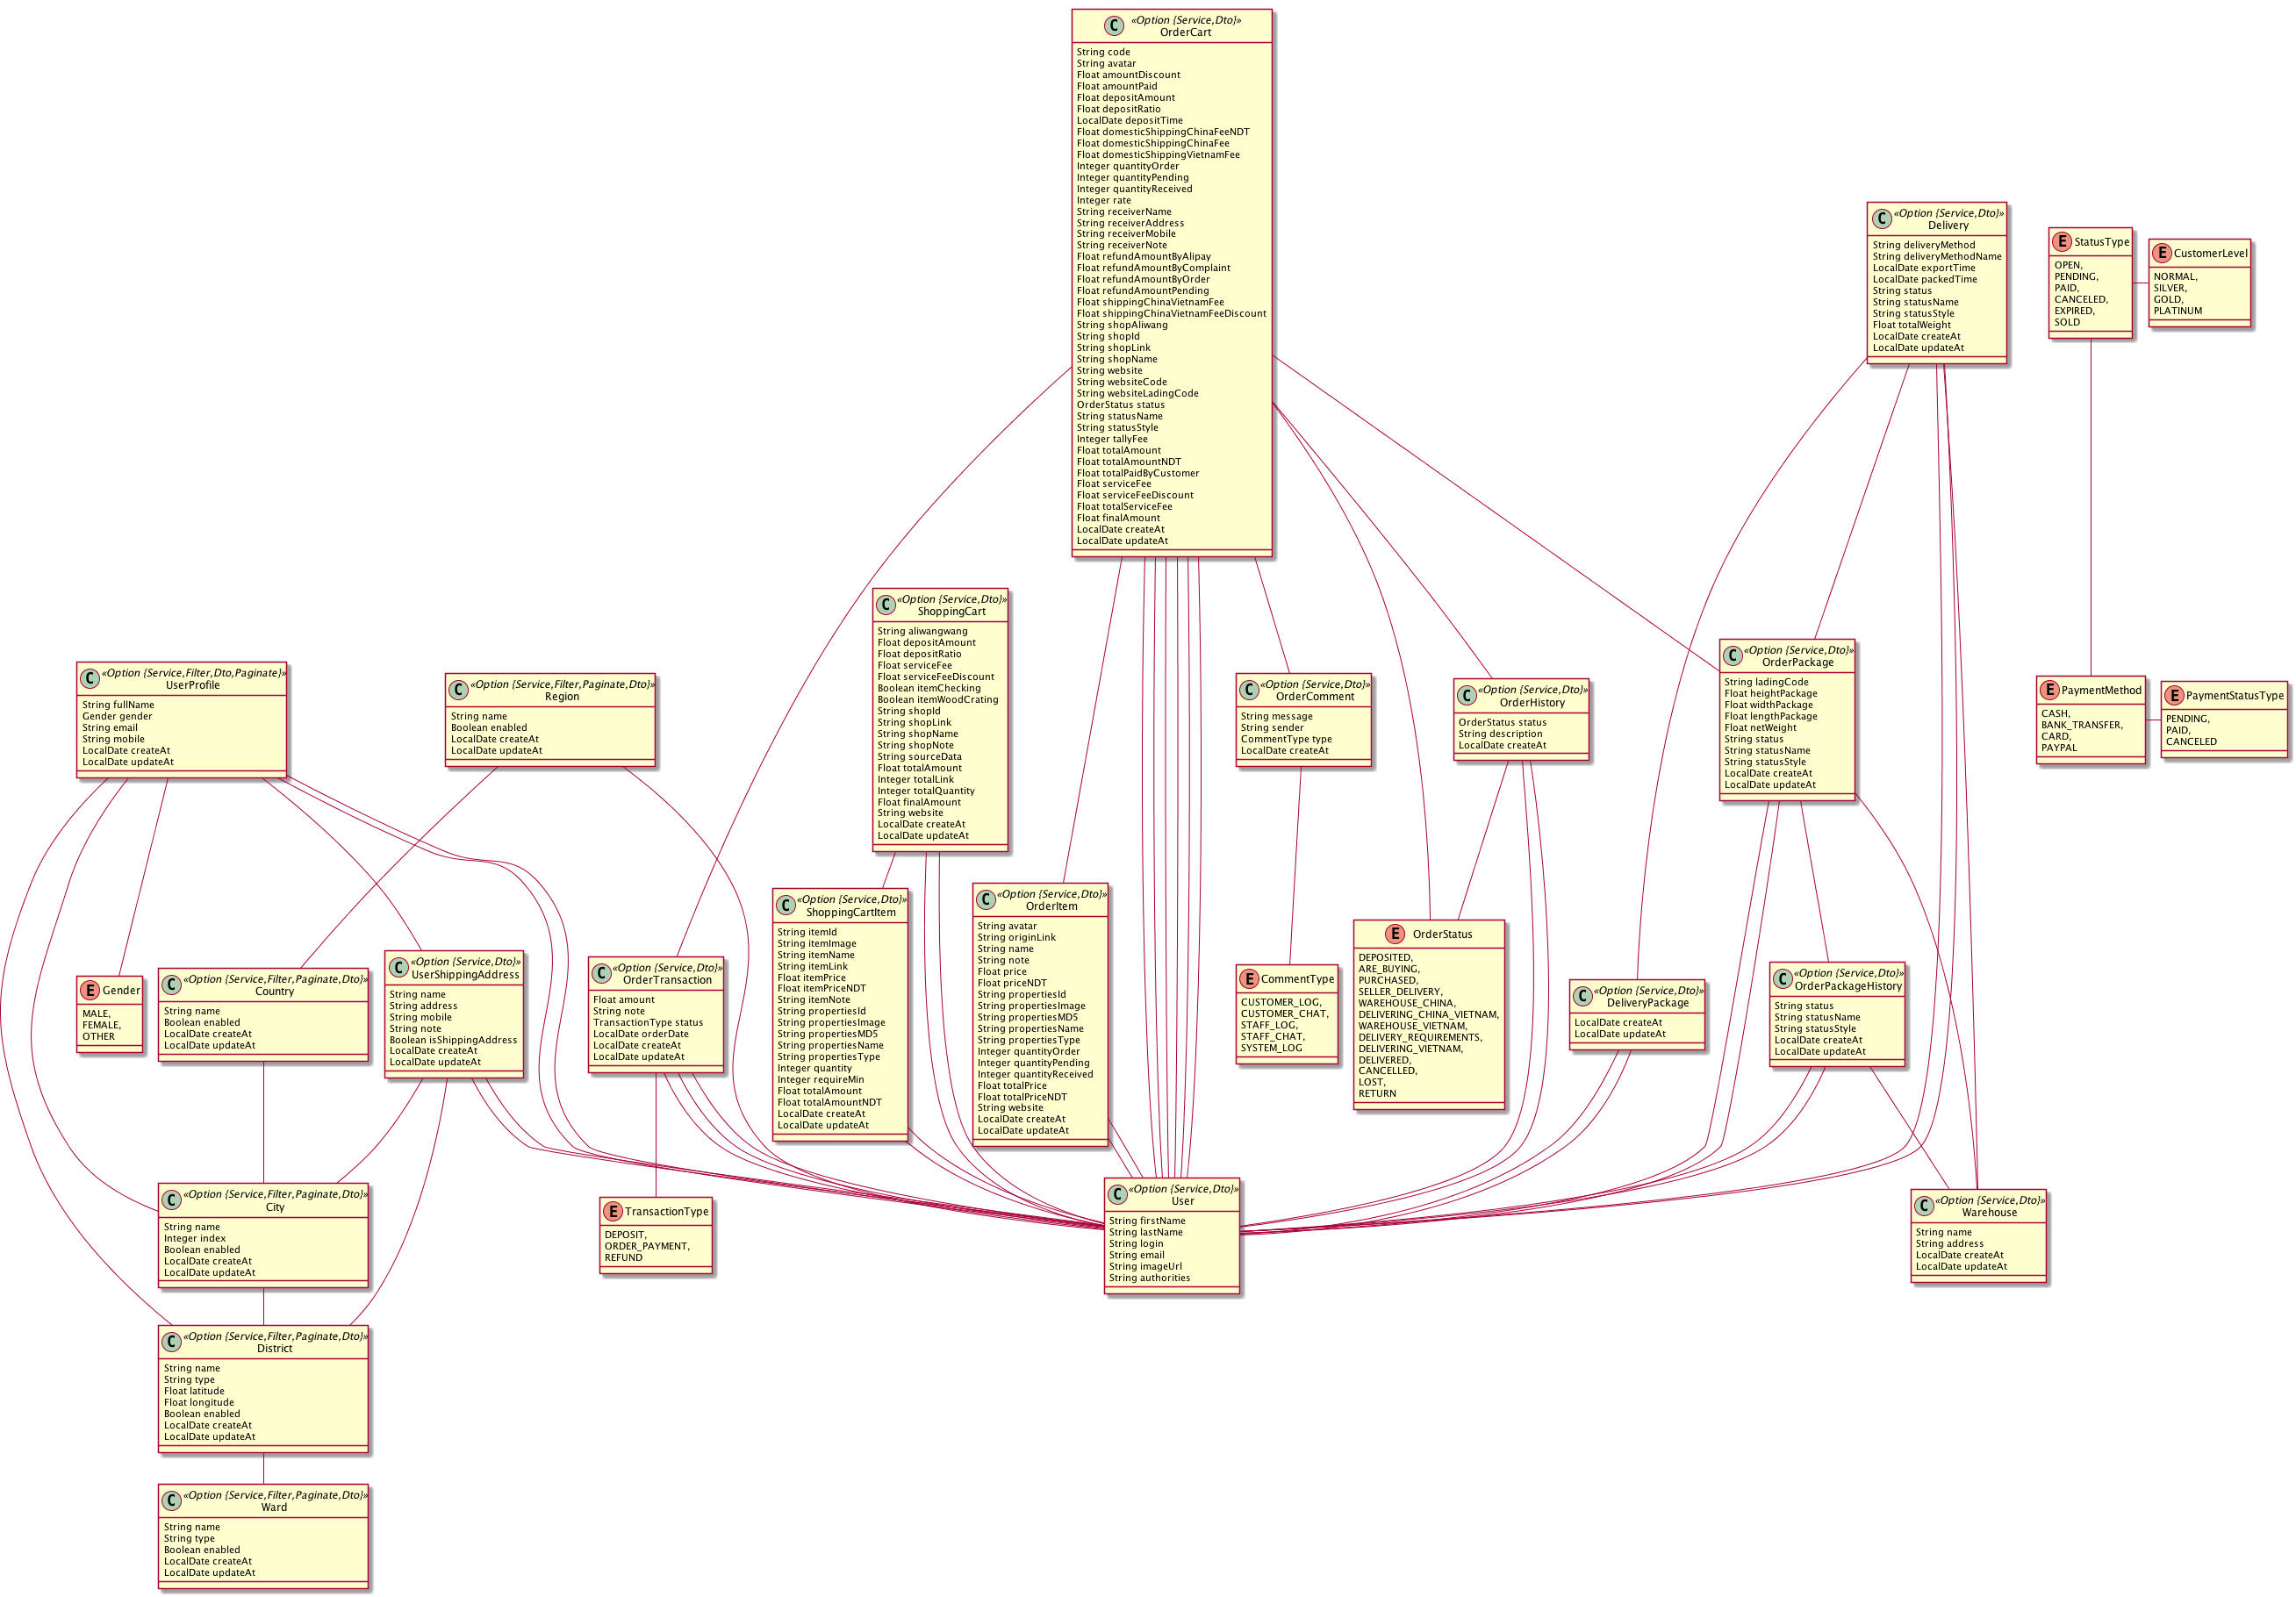 C
«Option {Service,Dto}»
OrderCart
String code
String avatar
Float amountDiscount
Float amountPaid
Float depositAmount
Float depositRatio
LocalDate depositTime
Float domesticShippingChinaFeeNDT
Float domesticShippingChinaFee
Float domesticShippingVietnamFee
Integer quantityOrder
Integer quantityPending
Integer quantityReceived
Integer rate
String receiverName
String receiverAddress
String receiverMobile
String receiverNote
Float refundAmountByAlipay
Float refundAmountByComplaint
Float refundAmountByOrder
Float refundAmountPending
Float shippingChinaVietnamFee
Float shippingChinaVietnamFeeDiscount
String shopAliwang
String shopId
String shopLink
String shopName
String website
String websiteCode
String websiteLadingCode
OrderStatus status
String statusName
String statusStyle
Integer tallyFee
Float totalAmount
Float totalAmountNDT
Float totalPaidByCustomer
Float serviceFee
Float serviceFeeDiscount
Float totalServiceFee
Float finalAmount
LocalDate createAt
LocalDate updateAt
C
«Option {Service,Dto}»
Delivery
String deliveryMethod
String deliveryMethodName
LocalDate exportTime
LocalDate packedTime
String status
String statusName
String statusStyle
Float totalWeight
LocalDate createAt
LocalDate updateAt
E StatusType
OPEN,
PENDING,
PAID,
CANCELED,
EXPIRED,
SOLD
E CustomerLevel
NORMAL,
SILVER,
GOLD,
PLATINUM
C
«Option {Service,Dto}»
ShoppingCart
String aliwangwang
Float depositAmount
Float depositRatio
Float serviceFee
Float serviceFeeDiscount
Boolean itemChecking
Boolean itemWoodCrating
String shopId
String shopLink
String shopName
String shopNote
String sourceData
Float totalAmount
Integer totalLink
Integer totalQuantity
Float finalAmount
String website
LocalDate createAt
LocalDate updateAt
C
«Option {Service,Filter,Dto,Paginate}»
UserProfile
String fullName
Gender gender
String email
String mobile
LocalDate createAt
LocalDate updateAt
C
«Option {Service,Filter,Paginate,Dto}»
Region
String name
Boolean enabled
LocalDate createAt
LocalDate updateAt
C
«Option {Service,Dto}»
OrderComment
String message
String sender
CommentType type
LocalDate createAt
C
«Option {Service,Dto}»
OrderHistory
OrderStatus status
String description
LocalDate createAt
C
«Option {Service,Dto}»
OrderPackage
String ladingCode
Float heightPackage
Float widthPackage
Float lengthPackage
Float netWeight
String status
String statusName
String statusStyle
LocalDate createAt
LocalDate updateAt
E PaymentMethod
CASH,
BANK_TRANSFER,
CARD,
PAYPAL
E PaymentStatusType
PENDING,
PAID,
CANCELED
E Gender
MALE,
FEMALE,
OTHER
C
«Option {Service,Filter,Paginate,Dto}»
Country
String name
Boolean enabled
LocalDate createAt
LocalDate updateAt
C
«Option {Service,Dto}»
UserShippingAddress
String name
String address
String mobile
String note
Boolean isShippingAddress
LocalDate createAt
LocalDate updateAt
C
«Option {Service,Dto}»
OrderTransaction
Float amount
String note
TransactionType status
LocalDate orderDate
LocalDate createAt
LocalDate updateAt
C
«Option {Service,Dto}»
ShoppingCartItem
String itemId
String itemImage
String itemName
String itemLink
Float itemPrice
Float itemPriceNDT
String itemNote
String propertiesId
String propertiesImage
String propertiesMD5
String propertiesName
String propertiesType
Integer quantity
Integer requireMin
Float totalAmount
Float totalAmountNDT
LocalDate createAt
LocalDate updateAt
C
«Option {Service,Dto}»
OrderItem
String avatar
String originLink
String name
String note
Float price
Float priceNDT
String propertiesId
String propertiesImage
String propertiesMD5
String propertiesName
String propertiesType
Integer quantityOrder
Integer quantityPending
Integer quantityReceived
Float totalPrice
Float totalPriceNDT
String website
LocalDate createAt
LocalDate updateAt
E CommentType
CUSTOMER_LOG,
CUSTOMER_CHAT,
STAFF_LOG,
STAFF_CHAT,
SYSTEM_LOG
E OrderStatus
DEPOSITED,
ARE_BUYING,
PURCHASED,
SELLER_DELIVERY,
WAREHOUSE_CHINA,
DELIVERING_CHINA_VIETNAM,
WAREHOUSE_VIETNAM,
DELIVERY_REQUIREMENTS,
DELIVERING_VIETNAM,
DELIVERED,
CANCELLED,
LOST,
RETURN
C
«Option {Service,Dto}»
DeliveryPackage
LocalDate createAt
LocalDate updateAt
C
«Option {Service,Dto}»
OrderPackageHistory
String status
String statusName
String statusStyle
LocalDate createAt
LocalDate updateAt
C
«Option {Service,Filter,Paginate,Dto}»
City
String name
Integer index
Boolean enabled
LocalDate createAt
LocalDate updateAt
E TransactionType
DEPOSIT,
ORDER_PAYMENT,
REFUND
C
«Option {Service,Dto}»
User
String firstName
String lastName
String login
String email
String imageUrl
String authorities
C
«Option {Service,Dto}»
Warehouse
String name
String address
LocalDate createAt
LocalDate updateAt
C
«Option {Service,Filter,Paginate,Dto}»
District
String name
String type
Float latitude
Float longitude
Boolean enabled
LocalDate createAt
LocalDate updateAt
C
«Option {Service,Filter,Paginate,Dto}»
Ward
String name
String type
Boolean enabled
LocalDate createAt
LocalDate updateAt